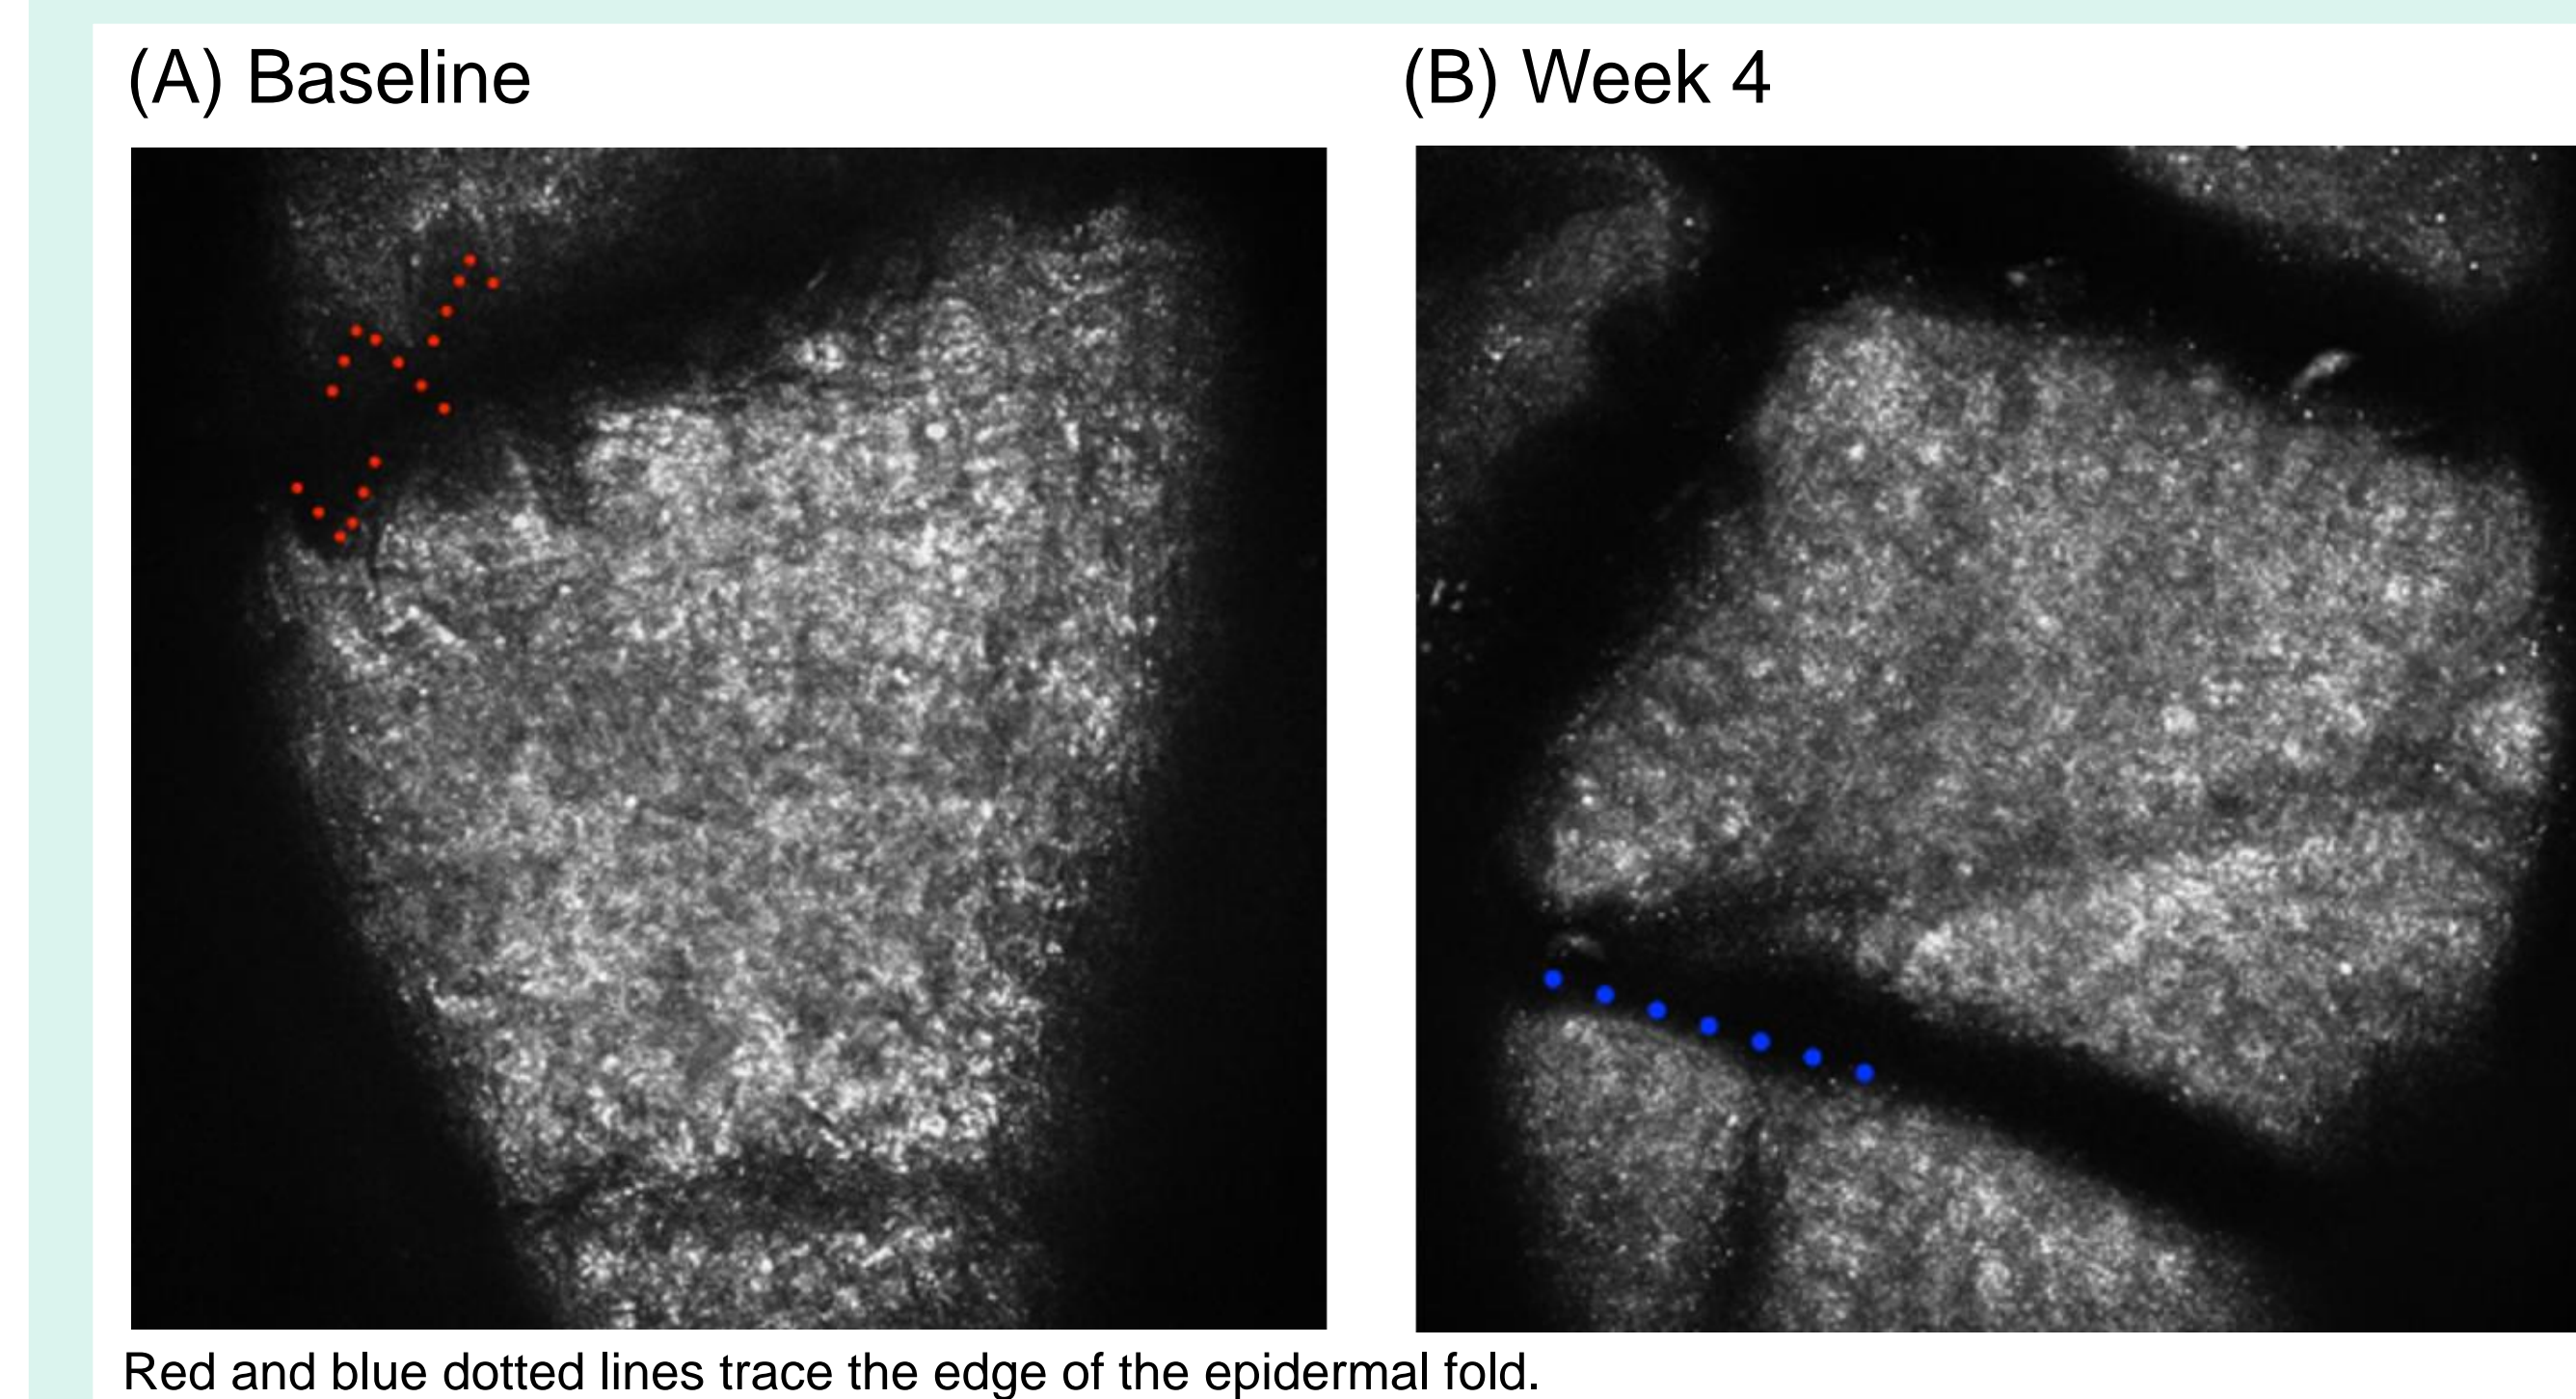 (A) Baseline
(B) Week 4
Red and blue dotted lines trace the edge of the epidermal fold.